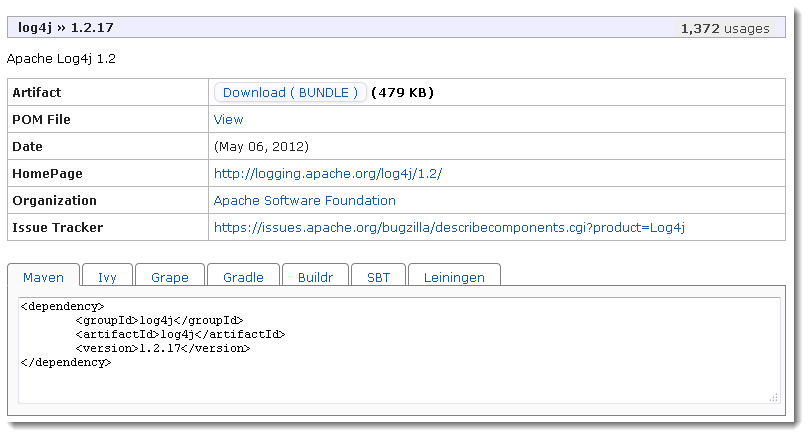 log4j » 1.2.17 1,372 usages
Apache Log4j 1.2
Artifact Download ( BUNDLE ) (479 KB)
POM File View
Date (May 06, 2012)
HomePage http://logging.apache.org/log4j/1.2/
Organization Apache Software Foundation
Issue Tracker https://issues.apache.org/bugzilla/describecomponents.cgi?product=Log4j
Maven Ivy Grape Gradle Buildr SBT Leiningen
<dependency>
<groupId>log4j</groupId>
<artifactId>log4j</artifactId>
<version>1.2.17</version>
</dependency>